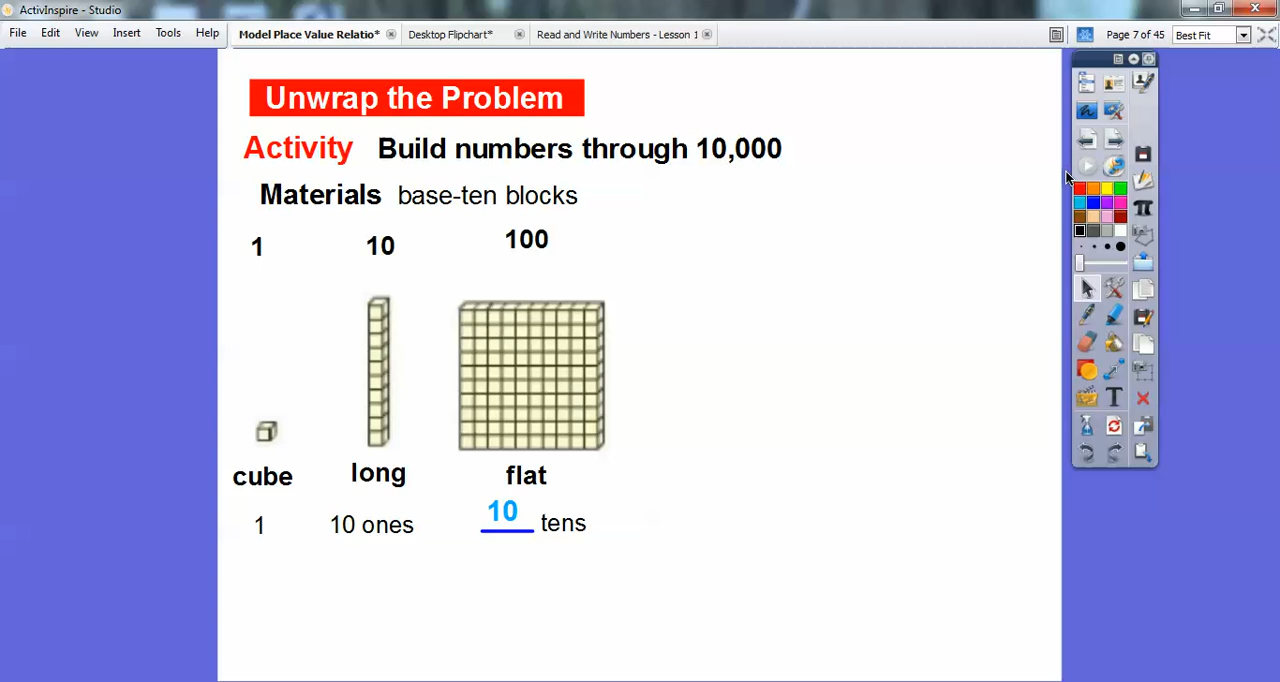 ActivInspire - Studio
File Edit View Insert Tools Help
Model Place Value Relatio* Desktop Flipchart* Read and Write Numbers - Lesson 1
Page 7 of 45 Best Fit
Unwrap the Problem
Activity Build numbers through 10,000
Materials base-ten blocks
1 10 100
cube long flat
1 10 ones 10 tens